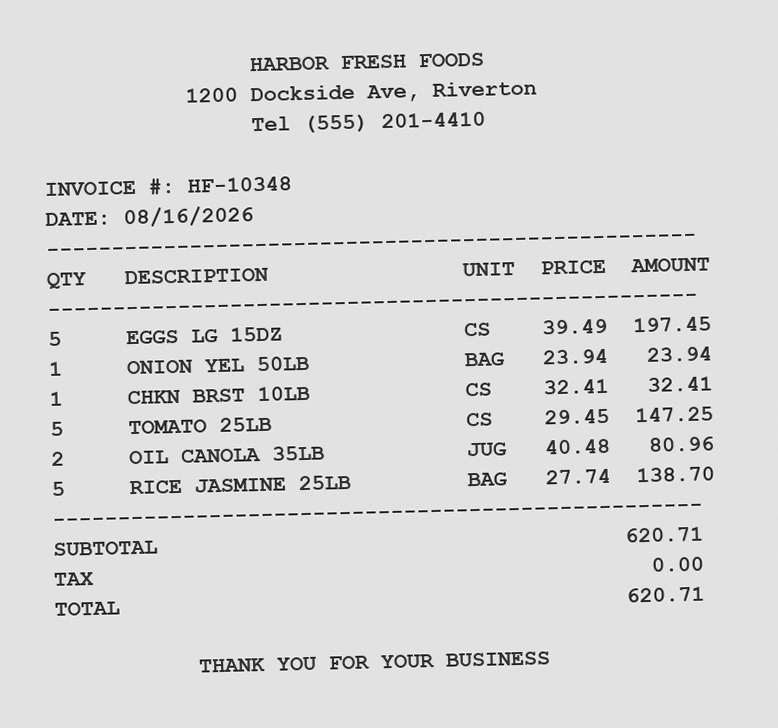 HARBOR FRESH FOODS
1200 Dockside Ave, Riverton
Tel (555) 201-4410
INVOICE #: HF-10348
DATE: 08/16/2026
--------------------------------------------------
QTY DESCRIPTION UNIT PRICE AMOUNT
--------------------------------------------------
5 EGGS LG 15DZ CS 39.49 197.45
1 ONION YEL 50LB BAG 23.94 23.94
1 CHKN BRST 10LB CS 32.41 32.41
5 TOMATO 25LB CS 29.45 147.25
2 OIL CANOLA 35LB JUG 40.48 80.96
5 RICE JASMINE 25LB BAG 27.74 138.70
--------------------------------------------------
SUBTOTAL 620.71
TAX 0.00
TOTAL 620.71
THANK YOU FOR YOUR BUSINESS